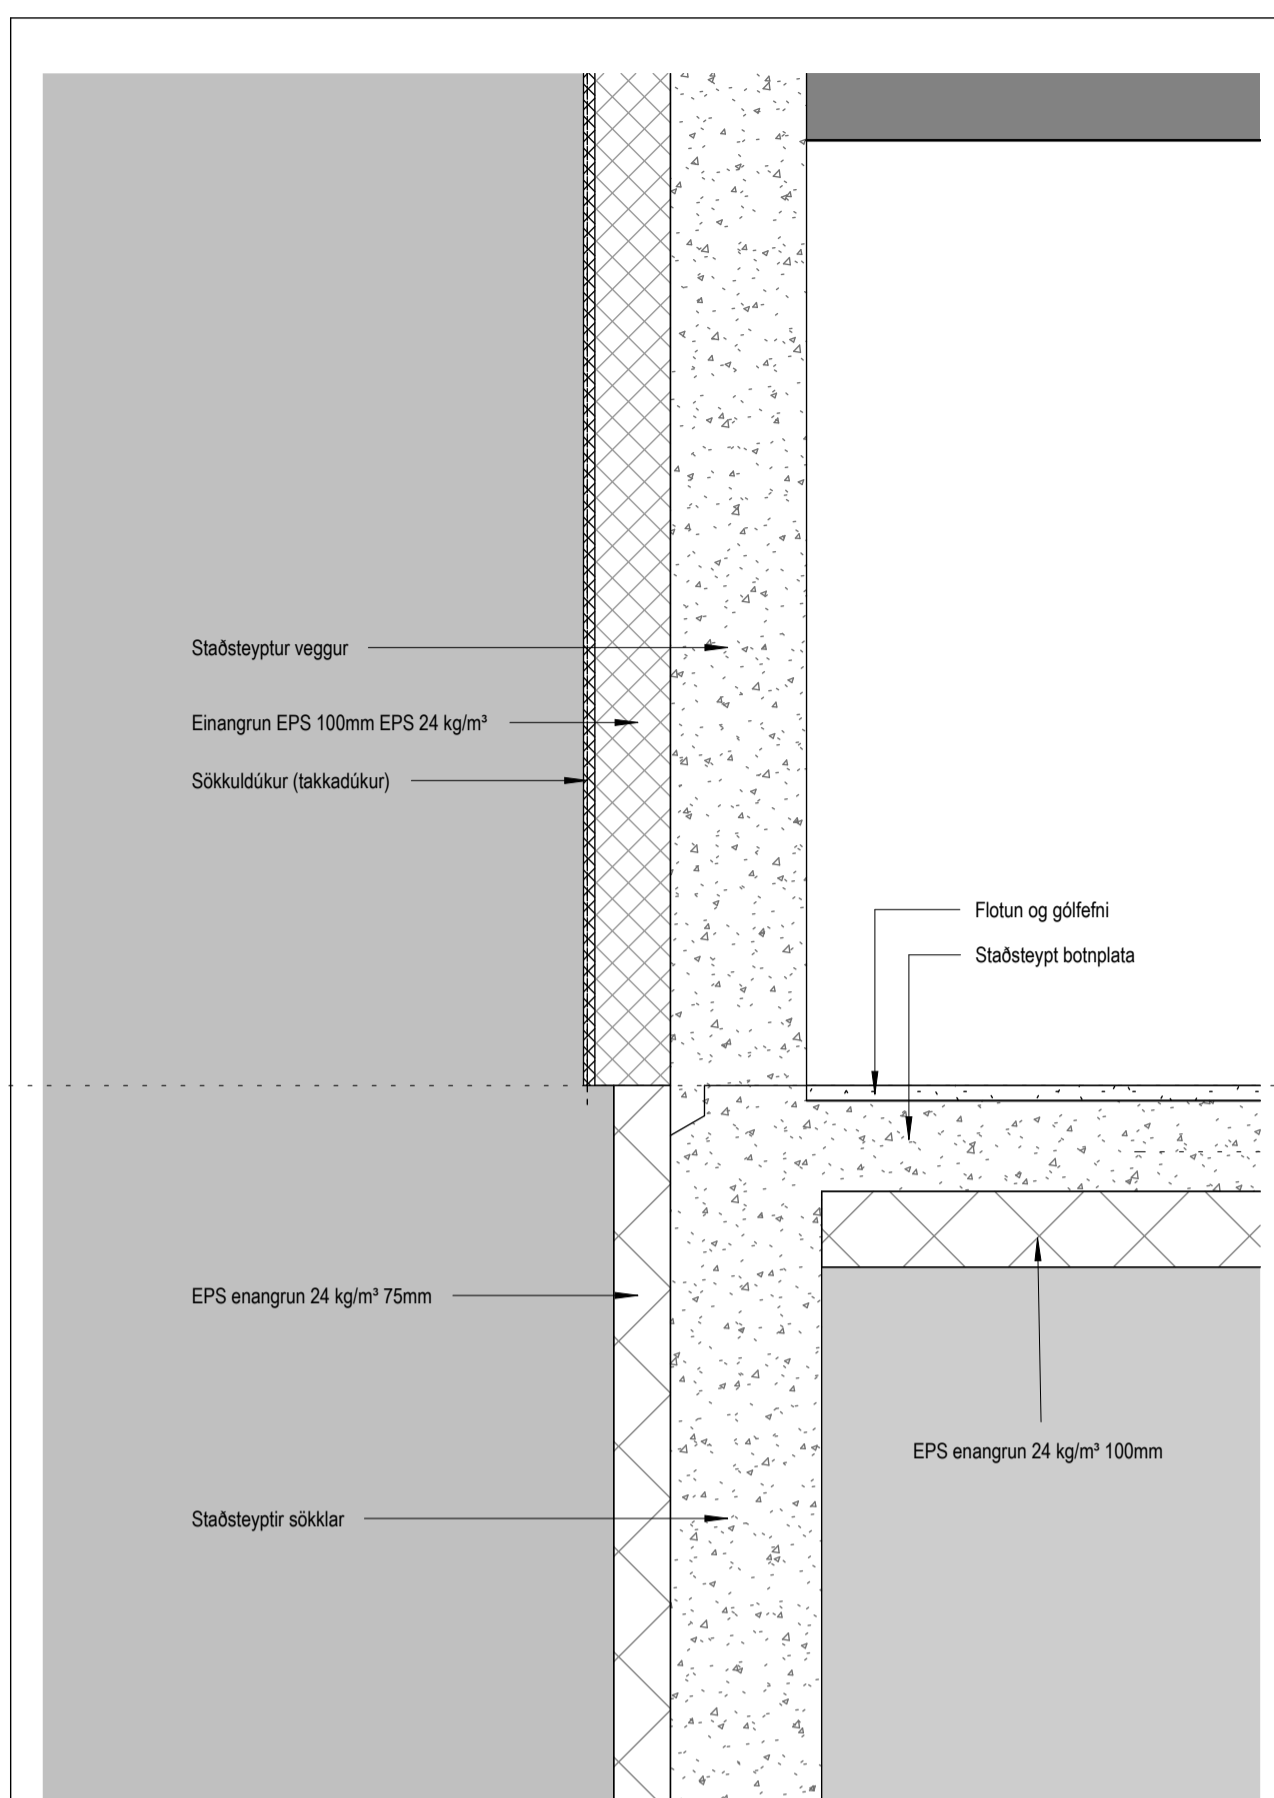 Staðsteyptur veggur
Einangrun EPS 100mm EPS 24 kg/m³
Sökkuldúkur (takkadúkur)
Flotun og gólfefni
Staðsteypt botnplata
EPS enangrun 24 kg/m³ 75mm
EPS enangrun 24 kg/m³ 100mm
Staðsteyptir sökklar